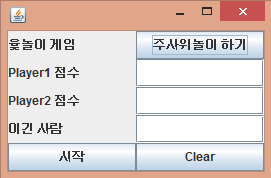 윷놀이 게임 주사위놀이 하기
Player1 점수
Player2 점수
이긴 사람
시작 Clear